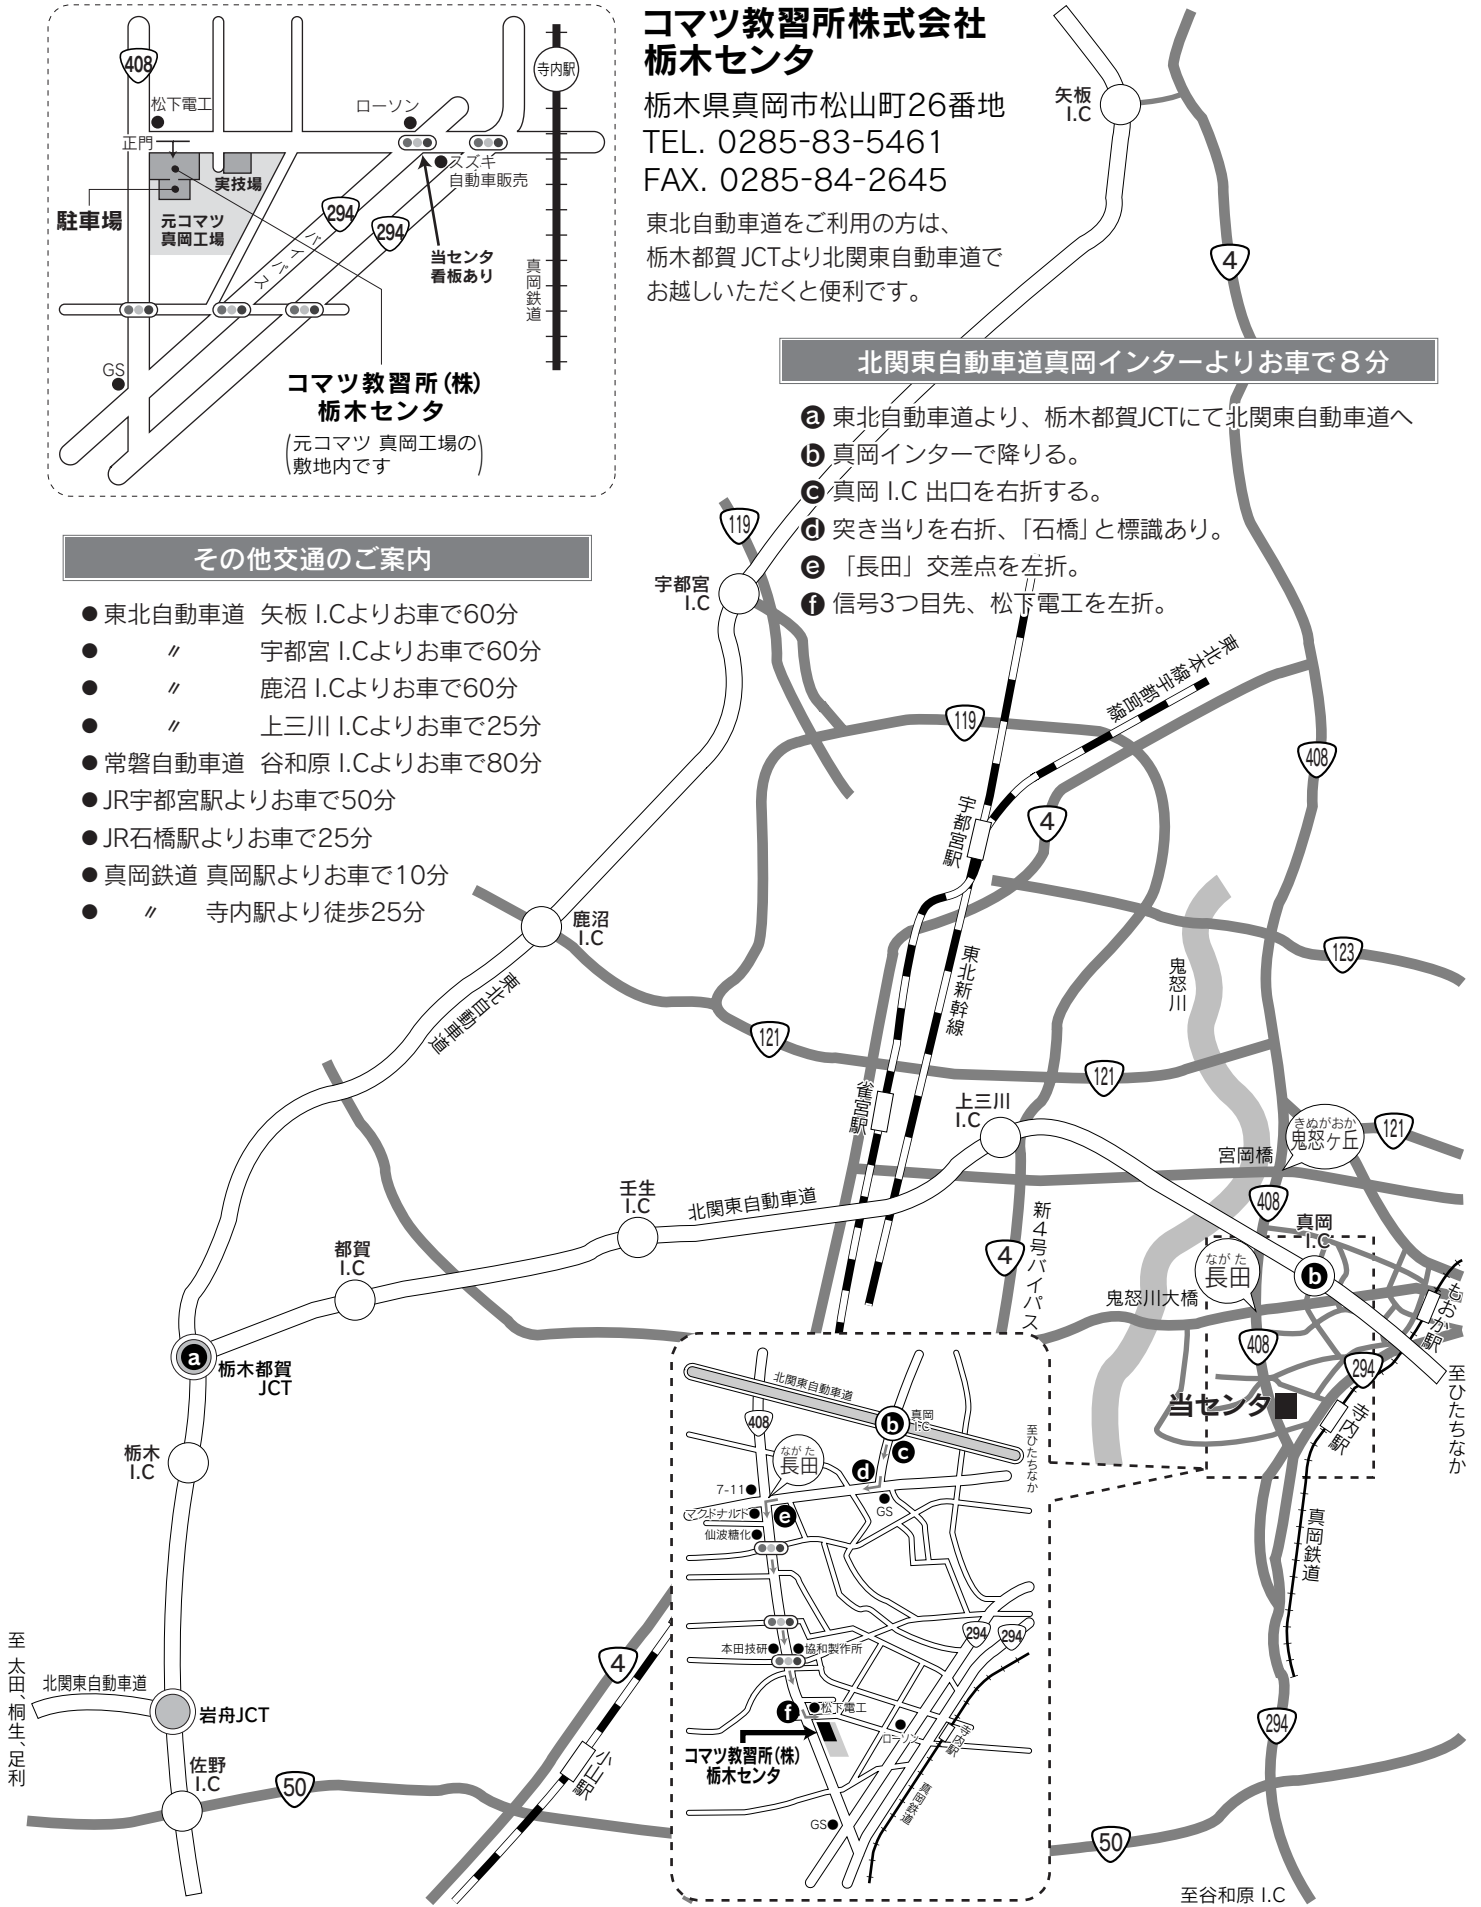 コマツ教習所株式会社
栃木センタ
栃木県真岡市松山町26番地
TEL. 0285-83-5461
FAX. 0285-84-2645
東北自動車道をご利用の方は、
栃木都賀JCTより北関東自動車道で
お越しいただくと便利です。
408
松下電工
ローソン
寺内駅
正門
スズキ
自動車販売
実技場
駐車場
元コマツ
真岡工場
294
294
バイパス
当センタ
看板あり
真岡鉄道
GS
コマツ教習所(株)
栃木センタ
(元コマツ 真岡工場の
敷地内です)
北関東自動車道真岡インターよりお車で8分
a 東北自動車道より、栃木都賀JCTにて北関東自動車道へ
b 真岡インターで降りる。
c 真岡 I.C 出口を右折する。
d 突き当りを右折、「石橋」と標識あり。
e 「長田」交差点を左折。
f 信号3つ目先、松下電工を左折。
その他交通のご案内
● 東北自動車道 矢板 I.Cよりお車で60分
● 〃 宇都宮 I.Cよりお車で60分
● 〃 鹿沼 I.Cよりお車で60分
● 〃 上三川 I.Cよりお車で25分
● 常磐自動車道 谷和原 I.Cよりお車で80分
● JR宇都宮駅よりお車で50分
● JR石橋駅よりお車で25分
● 真岡鉄道 真岡駅よりお車で10分
● 〃 寺内駅より徒歩25分
矢板
I.C
4
119
宇都宮
I.C
東北本線宇都宮線
119
408
宇都宮駅
4
鹿沼
I.C
123
鬼怒川
東北新幹線
東北自動車道
121
121
雀宮駅
上三川
I.C
きぬがおか
鬼怒ヶ丘
121
宮岡橋
408
壬生
I.C
北関東自動車道
新4号バイパス
4
真岡
I.C
都賀
I.C
ながた
長田
b
鬼怒川大橋
もおか駅
408
294
a
栃木都賀
JCT
至ひたちなか
当センタ
寺内駅
栃木
I.C
真岡鉄道
北関東自動車道
408
真岡
I.C
b
c
至ひたちなか
ながた
長田
d
7-11
GS
マクドナルド
e
仙波糖化
294
294
本田技研
協和製作所
f
松下電工
ローソン
寺内駅
コマツ教習所(株)
栃木センタ
真岡鉄道
GS
4
至 太田、桐生、足利
北関東自動車道
岩舟JCT
佐野
I.C
50
小山駅
294
50
至谷和原 I.C